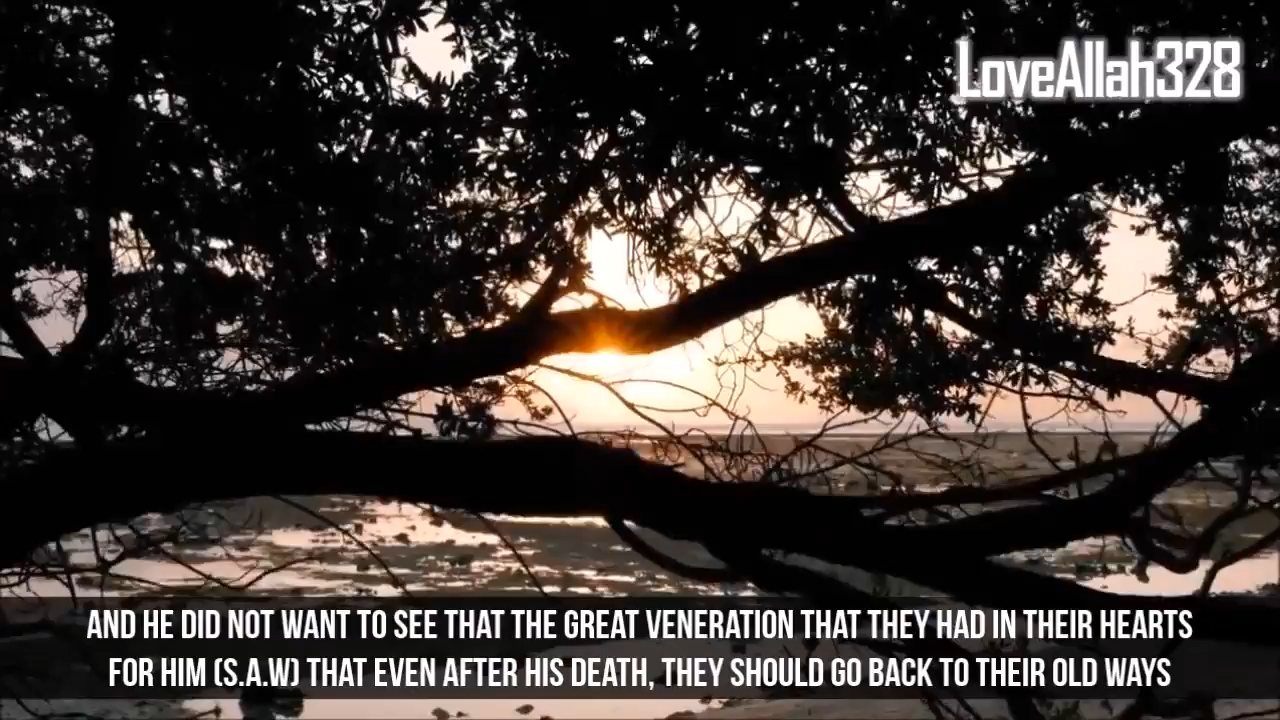 LoveAllah328
AND HE DID NOT WANT TO SEE THAT THE GREAT VENERATION THAT THEY HAD IN THEIR HEARTS
FOR HIM (S.A.W) THAT EVEN AFTER HIS DEATH, THEY SHOULD GO BACK TO THEIR OLD WAYS